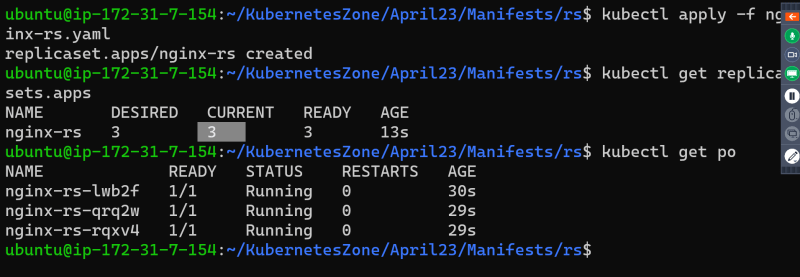 ubuntu@ip-172-31-7-154:~/KubernetesZone/April23/Manifests/rs$ kubectl apply -f ng
inx-rs.yaml
replicaset.apps/nginx-rs created
ubuntu@ip-172-31-7-154:~/KubernetesZone/April23/Manifests/rs$ kubectl get replica
sets.apps
NAME       DESIRED   CURRENT   READY   AGE
nginx-rs   3         3         3       13s
ubuntu@ip-172-31-7-154:~/KubernetesZone/April23/Manifests/rs$ kubectl get po
NAME             READY   STATUS    RESTARTS   AGE
nginx-rs-lwb2f   1/1     Running   0          30s
nginx-rs-qrq2w   1/1     Running   0          29s
nginx-rs-rqxv4   1/1     Running   0          29s
ubuntu@ip-172-31-7-154:~/KubernetesZone/April23/Manifests/rs$